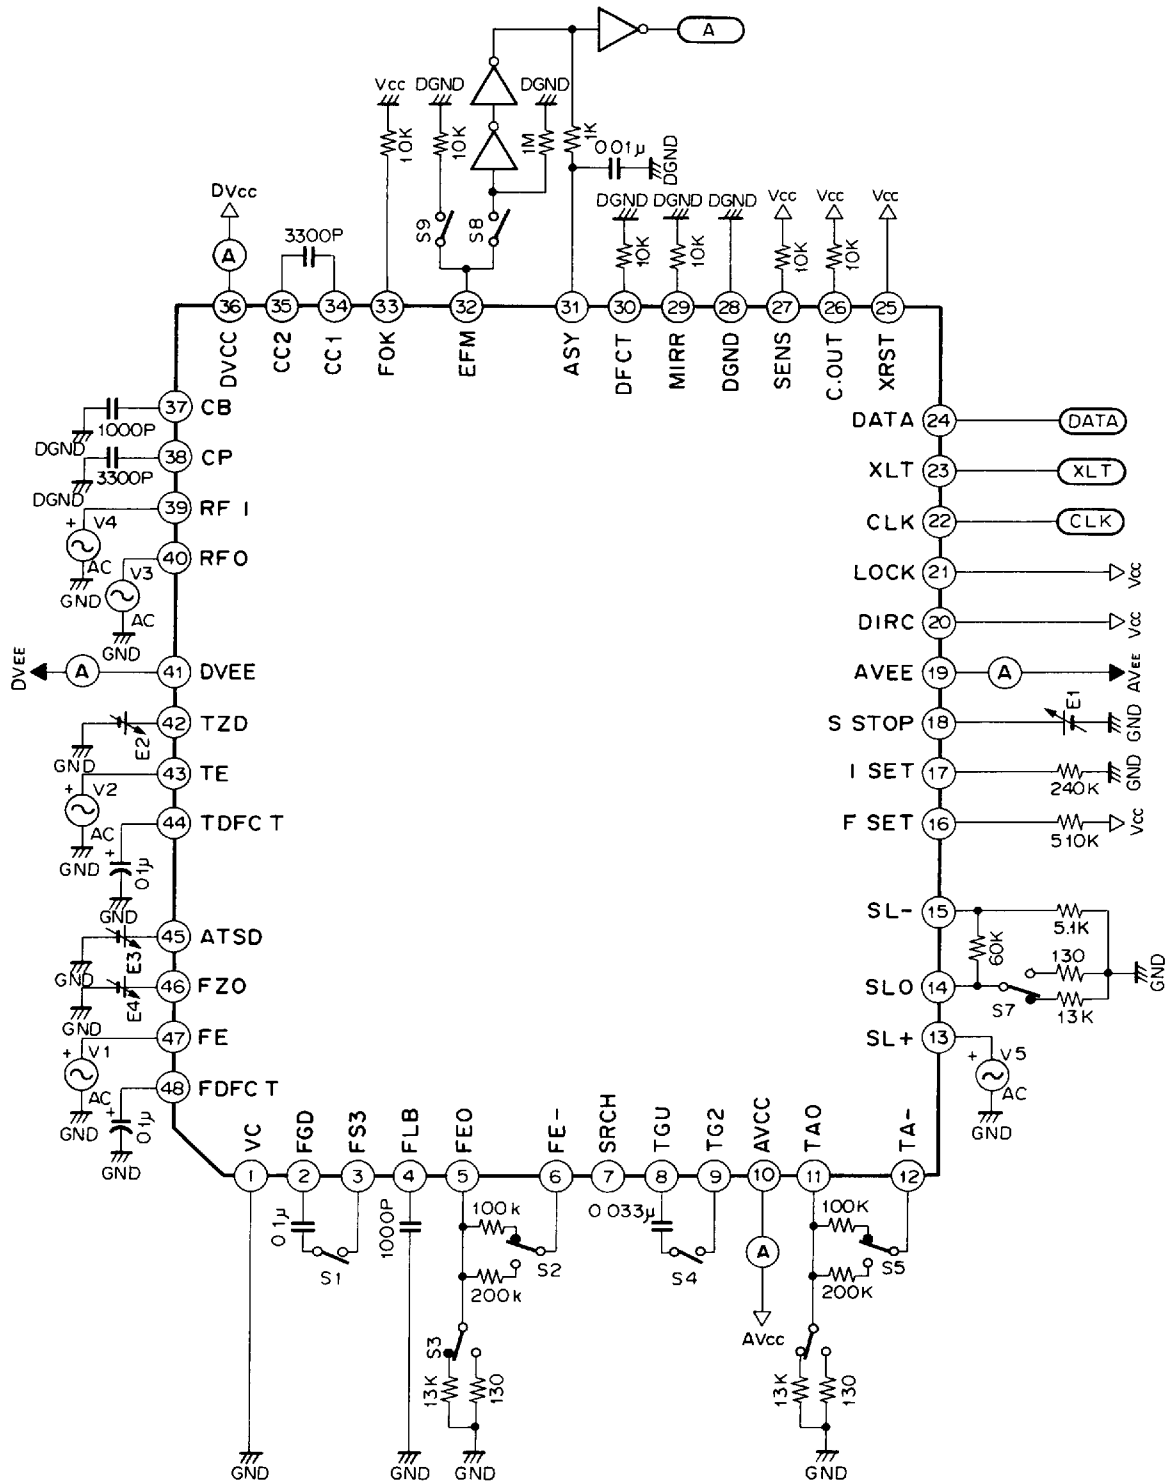 A
Vcc
DGND
DGND
10K
10K
1M
1K
0.01µ
DGND
DVcc
S9
S8
DGND
DGND
DGND
Vcc
Vcc
Vcc
A
3300P
10K
10K
10K
10K
36
35
34
33
32
31
30
29
28
27
26
25
DVCC
CC2
CC1
FOK
EFM
ASY
DFCT
MIRR
DGND
SENS
C.OUT
XRST
37 CB
1000P
DGND
38 CP
3300P
DGND
39 RF I
+ V4
AC
GND
40 RFO
V3
AC
GND
DVEE
A
41 DVEE
42 TZD
E2
GND
43 TE
+ V2
AC
GND
44 TDFCT
+
0.1µ
GND
45 ATSD
E3
GND
46 FZO
E4
GND
47 FE
+ V1
AC
GND
48 FDFCT
+
0.1µ
GND
DATA 24 DATA
XLT 23 XLT
CLK 22 CLK
LOCK 21 Vcc
DIRC 20 Vcc
AVEE 19 A AVEE
S STOP 18 E1 GND
I SET 17 240K GND
F SET 16 510K Vcc
SL- 15
5.1K
60K
130
GND
SLO 14
S7
13K
SL+ 13
+ V5
AC
GND
VC
FGD
FS3
FLB
FEO
FE-
SRCH
TGU
TG2
AVCC
TAO
TA-
1
2
3
4
5
6
7
8
9
10
11
12
0.1µ
S1
1000P
100k
S2
200k
0.033µ
S4
A
AVcc
100K
S5
200K
S3
13K
130
13K
130
GND
GND
GND
GND